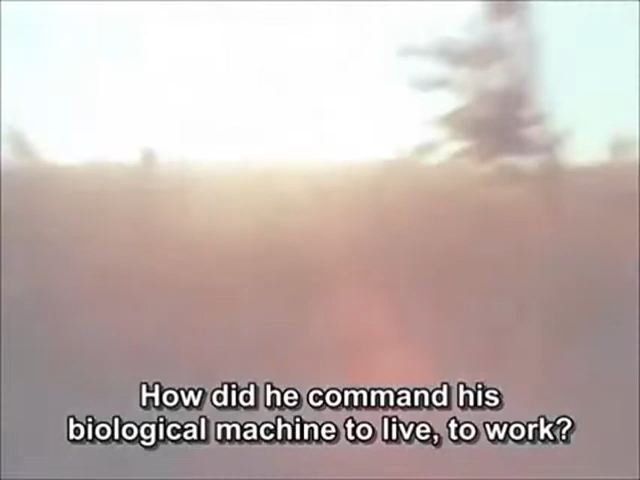 How did he command his
biological machine to live, to work?